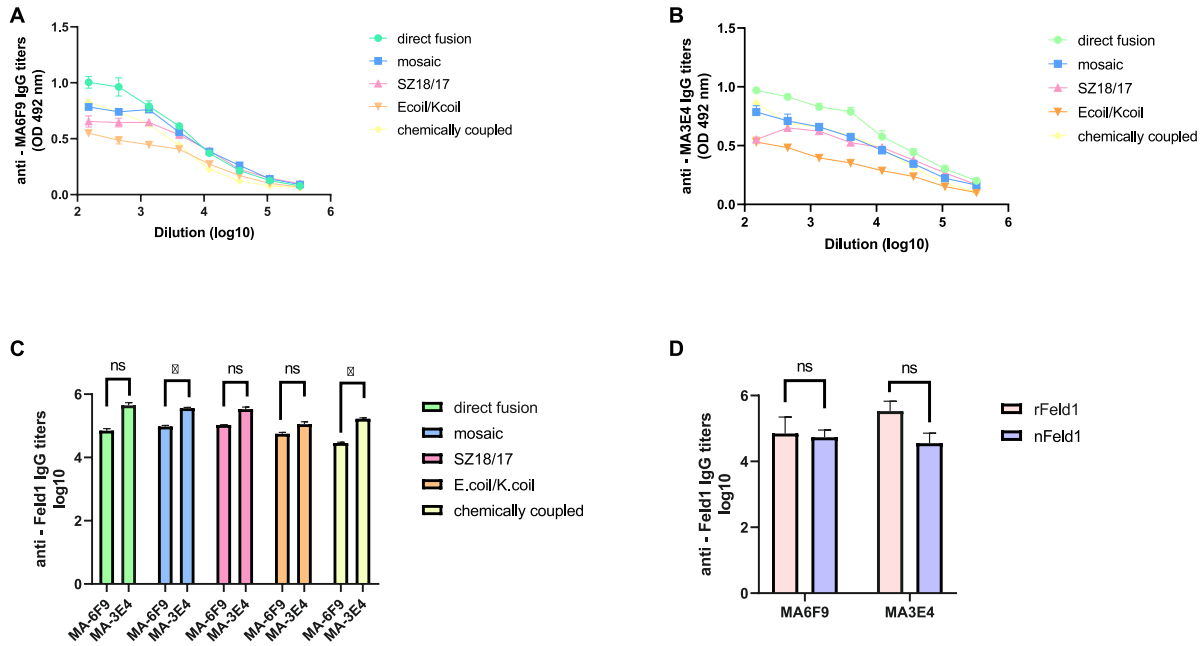 A
anti - MA6F9 IgG titers
(OD 492 nm)
1.5
1.0
0.5
0.0
2 3 4 5 6
Dilution (log10)
direct fusion
mosaic
SZ18/17
Ecoil/Kcoil
chemically coupled
B
anti - MA3E4 IgG titers
(OD 492 nm)
1.5
1.0
0.5
0.0
2 3 4 5 6
Dilution (log10)
direct fusion
mosaic
SZ18/17
Ecoil/Kcoil
chemically coupled
C
anti - Feld1 IgG titers
log10
6
4
2
0
ns
ns
ns
MA-6F9 MA-3E4 MA-6F9 MA-3E4 MA-6F9 MA-3E4 MA-6F9 MA-3E4 MA-6F9 MA-3E4
direct fusion
mosaic
SZ18/17
E.coil/K.coil
chemically coupled
D
anti - Feld1 IgG titers
log10
8
6
4
2
0
ns ns
MA6F9 MA3E4
rFeld1
nFeld1